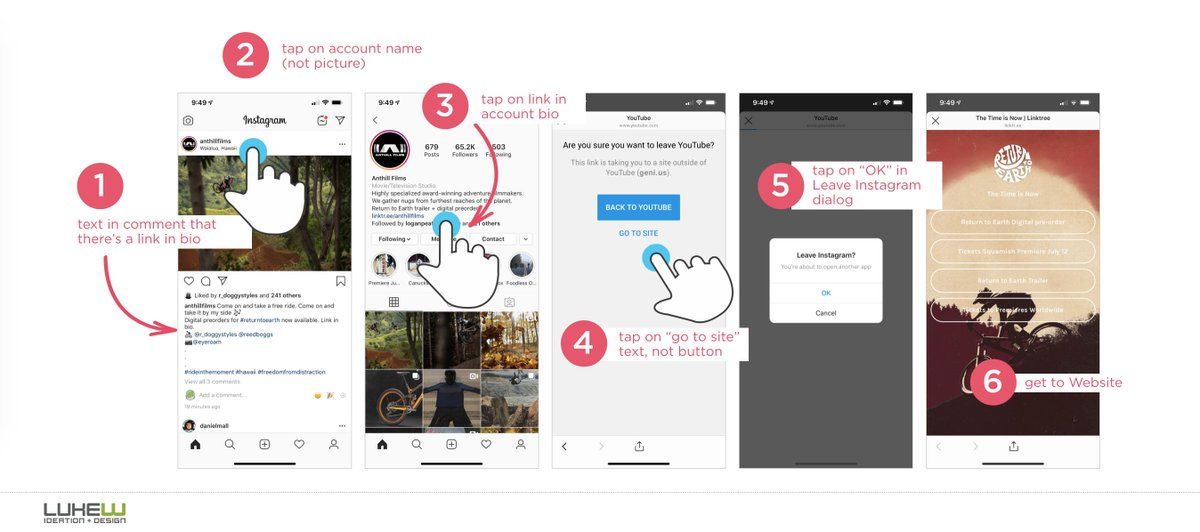 2
tap on account name
(not picture)
1
text in comment that
there's a link in bio
9:49
Instagram
anthillfilms
Waialua, Hawaii
Liked by r_doggystyles and 241 others
anthillfilms Come and take a free ride. Come and
take it by my side
Digital preorders for #returntoearth now available. Link in
bio.
@r_doggystyles @reedboggs
@eyeroam
.
.
.
#rideinthemoment #hawaii #freedomfromdistraction
View all 3 comments
Add a comment...
19 minutes ago
danielmall
3
tap on link in
account bio
9:49
ANTHILL FILMS
679
65.2K
503
Posts
Followers
Following
Anthill Films
Movie/Television Studio
Highly specialized award-winning adventure filmmakers.
We gather nugs from furthest reaches of the planet.
Return to Earth trailer + digital preorder
linktr.ee/anthillfilms
Followed by
21 others
Following
Contact
Premiere Ju...
Foodless O...
YouTube
www.youtube.com
Are you sure you want to leave YouTube?
This link is taking you to a site outside of
YouTube (geni.us).
BACK TO YOUTUBE
GO TO SITE
4
tap on "go to site"
text, not button
9:49
YouTube
www.youtube.com
5
tap on "OK" in
Leave Instagram
dialog
Leave Instagram?
You're about to open another app
OK
Cancel
9:49
The Time is Now | Linktree
linktr.ee
RETURN
TO
EARTH
The Time is Now
Return to Earth Digital pre-order
Tickets Squamish Premiere July 12
Return to Earth Trailer
Tickets to Premieres Worldwide
6
get to Website
LUKEW
IDEATION + DESIGN